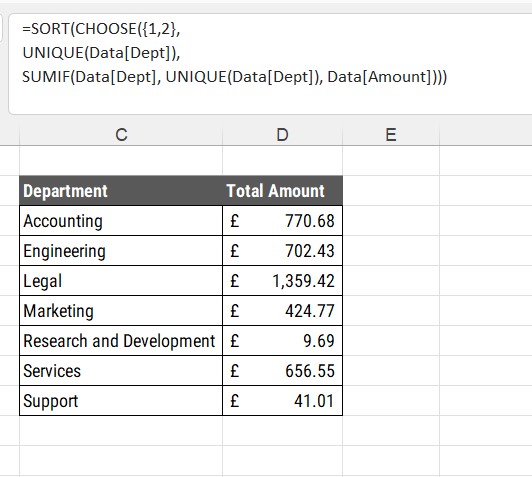 =SORT(CHOOSE({1,2},
UNIQUE(Data[Dept]),
SUMIF(Data[Dept], UNIQUE(Data[Dept]), Data[Amount])))
C D E
Department Total Amount
Accounting £ 770.68
Engineering £ 702.43
Legal £ 1,359.42
Marketing £ 424.77
Research and Development £ 9.69
Services £ 656.55
Support £ 41.01